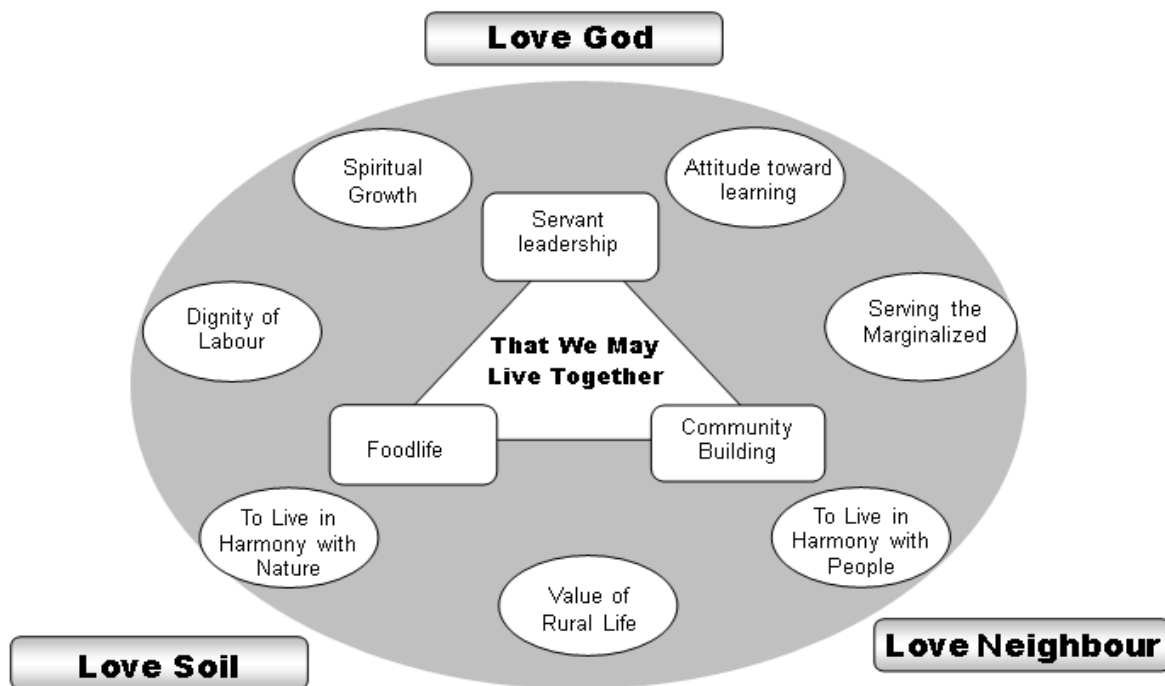 Love God
Spiritual
Growth
Attitude toward
learning
Servant
leadership
Dignity of
Labour
Serving the
Marginalized
That We May
Live Together
Foodlife
Community
Building
To Live in
Harmony with
Nature
To Live in
Harmony with
People
Value of
Rural Life
Love Soil
Love Neighbour